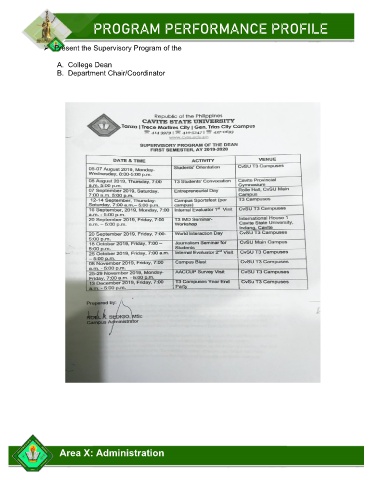 PROGRAM PERFORMANCE PROFILE
Present the Supervisory Program of the
A. College Dean
B. Department Chair/Coordinator
Republic of the Philippines
CAVITE STATE UNIVERSITY
Tanza | Trece Martires City | Gen. Trias City Campus
SUPERVISORY PROGRAM OF THE DEAN
FIRST SEMESTER, AY 2019-2020
DATE & TIME ACTIVITY VENUE
05-07 August 2019, Monday- Students' Orientation CvSU T3 Campuses
Wednesday, 8:00-5:00 p.m.
08 August 2019, Thursday, 7:00 T3 Students' Convocation Cavite Provincial
a.m. 5:00 p.m. Gymnasium
07 September 2019, Saturday, Entrepreneurial Day Rolle Hall, CvSU Main
7:00 a.m. 5:00 p.m. Campus
12-14 September, Thursday- Campus Sportsfest (per T3 Campuses
Saturday, 7:00 a.m. - 5:00 p.m. campus)
16 September, 2019, Monday, 7:00 Internal Evaluator 1st Visit CvSU T3 Campuses
a.m. - 5:00 p.m.
20 September 2019, Friday, 7:00 T3 IMO Seminar- International House 1
a.m. – 5:00 p.m. Workshop Cavite State University,
Indang, Cavite
20 September 2019, Friday, 7:00- World Interaction Day CvSU T3 Campuses
5:00 p.m.
18 October 2019, Friday, 7:00 – Journalism Seminar for CvSU Main Campus
5:00 p.m. Students
25 October 2019, Friday, 7:00 a.m. Internal Evaluator 2nd Visit CvSU T3 Campuses
- 5:00 p.m.
08 November 2019, Friday, 7:00 Campus Blast CvSU T3 Campuses
a.m. - 5:00 p.m.
25-29 November 2019, Monday- AACCUP Survey Visit CvSU T3 Campuses
Friday, 7:00 a.m. - 5:00 p.m.
13 December 2019, Friday, 7:00 T3 Campuses Year End CvSU T3 Campuses
a.m. - 5:00 p.m. Party
Prepared by:
Campus Administrator
Area X: Administration